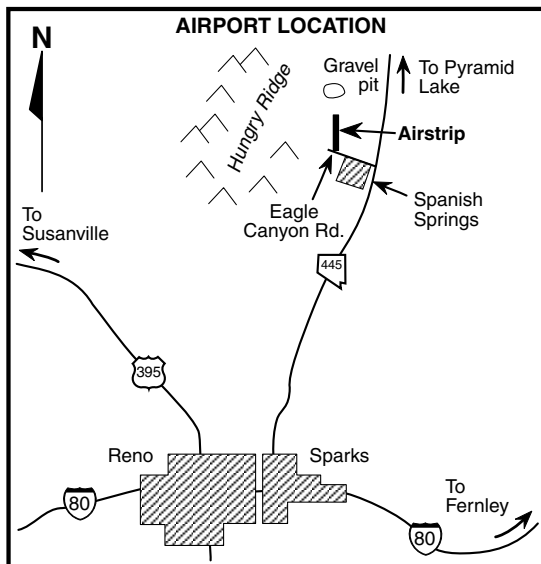 AIRPORT LOCATION
N
Gravel
pit
To Pyramid
Lake
Hungry Ridge
Airstrip
Eagle
Canyon Rd.
Spanish
Springs
To
Susanville
445
395
Reno
Sparks
80
To
Fernley
80